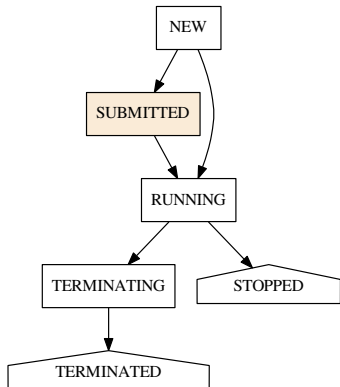 NEW
SUBMITTED
RUNNING
TERMINATING
STOPPED
TERMINATED